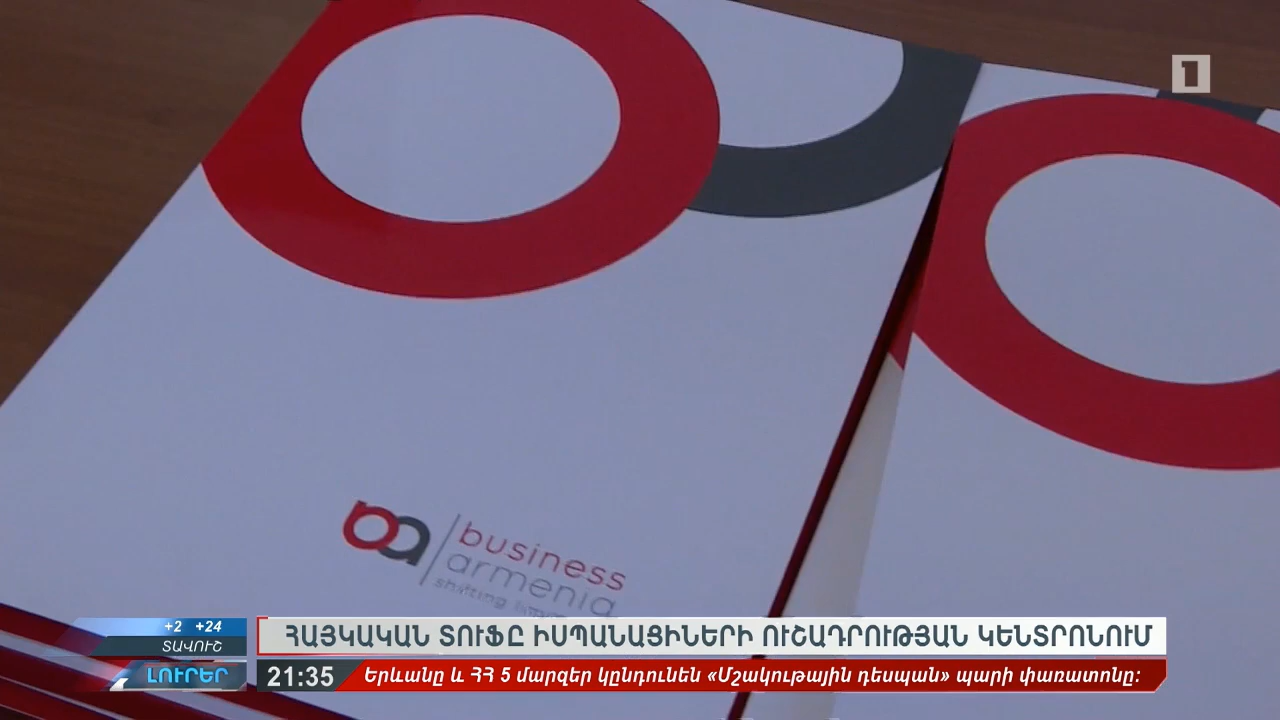 1
business
armenia
shifting
+2 +24
ՏԱՎՈՒՇ
ԼՈՒՐԵՐ
ՀԱՅԿԱԿԱՆ ՏՈՒՖԸ ԻՍՊԱՆԱՑԻՆԵՐԻ ՈՒՇԱԴՐՈՒԹՅԱՆ ԿԵՆՏՐՈՆՈՒՄ
21:35
Երևանը և ՀՀ 5 մարզեր կընդունեն «Մշակութային դեսպան» պարի փառատոնը: